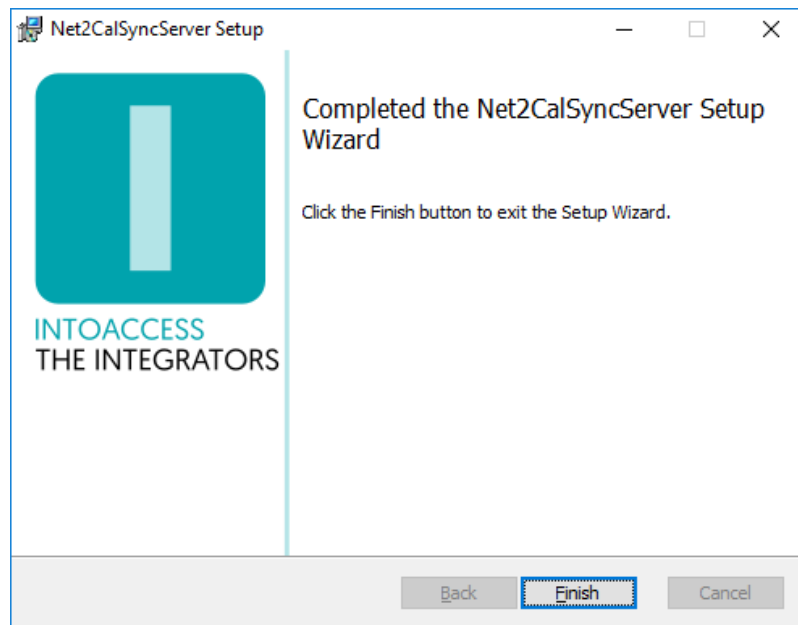 Net2CalSyncServer Setup
Completed the Net2CalSyncServer Setup
Wizard
Click the Finish button to exit the Setup Wizard.
INTOACCESS
THE INTEGRATORS
Back
Finish
Cancel